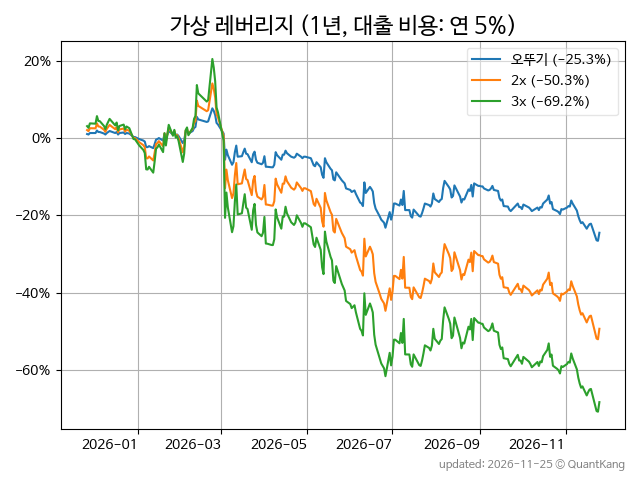 가상 레버리지 (1년, 대출 비용: 연 5%)
오뚜기 (−25.3%)
2x (−50.3%)
3x (−69.2%)
20%
0%
−20%
−40%
−60%
2026−01 2026−03 2026−05 2026−07 2026−09 2026−11
updated: 2026−11−25 © QuantKang